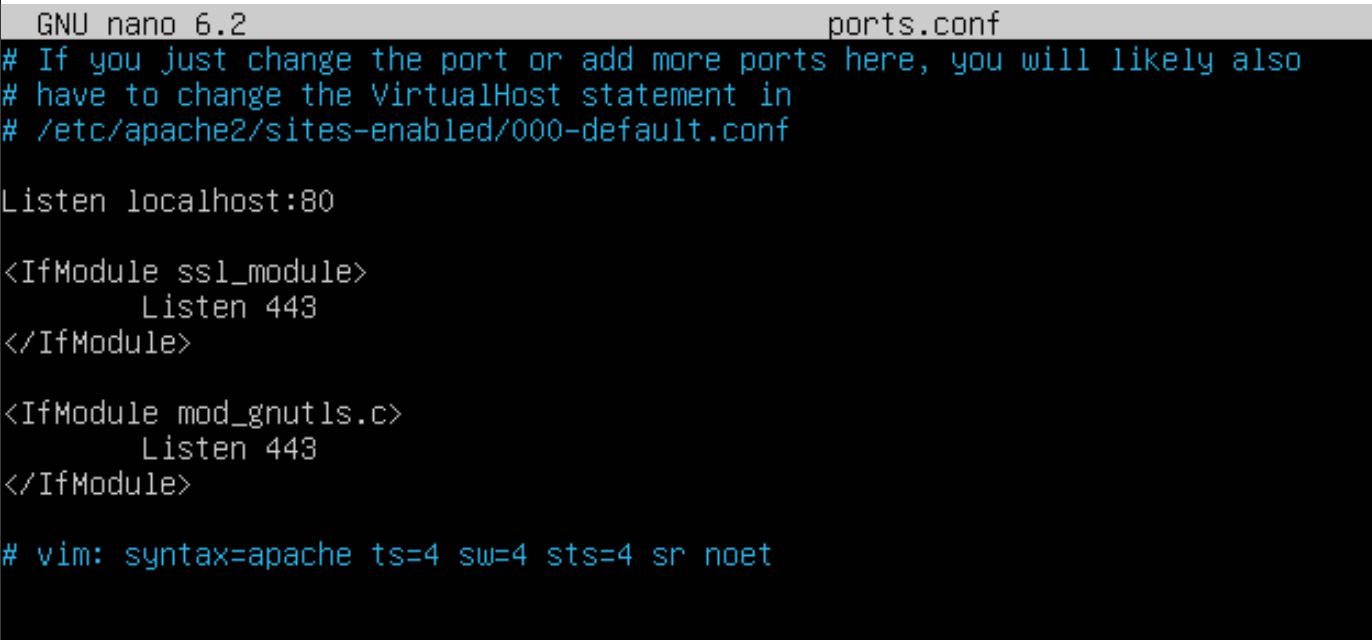 GNU nano 6.2 ports.conf
# If you just change the port or add more ports here, you will likely also
# have to change the VirtualHost statement in
# /etc/apache2/sites-enabled/000-default.conf
Listen localhost:80
<IfModule ssl_module>
Listen 443
</IfModule>
<IfModule mod_gnutls.c>
Listen 443
</IfModule>
# vim: syntax=apache ts=4 sw=4 sts=4 sr noet